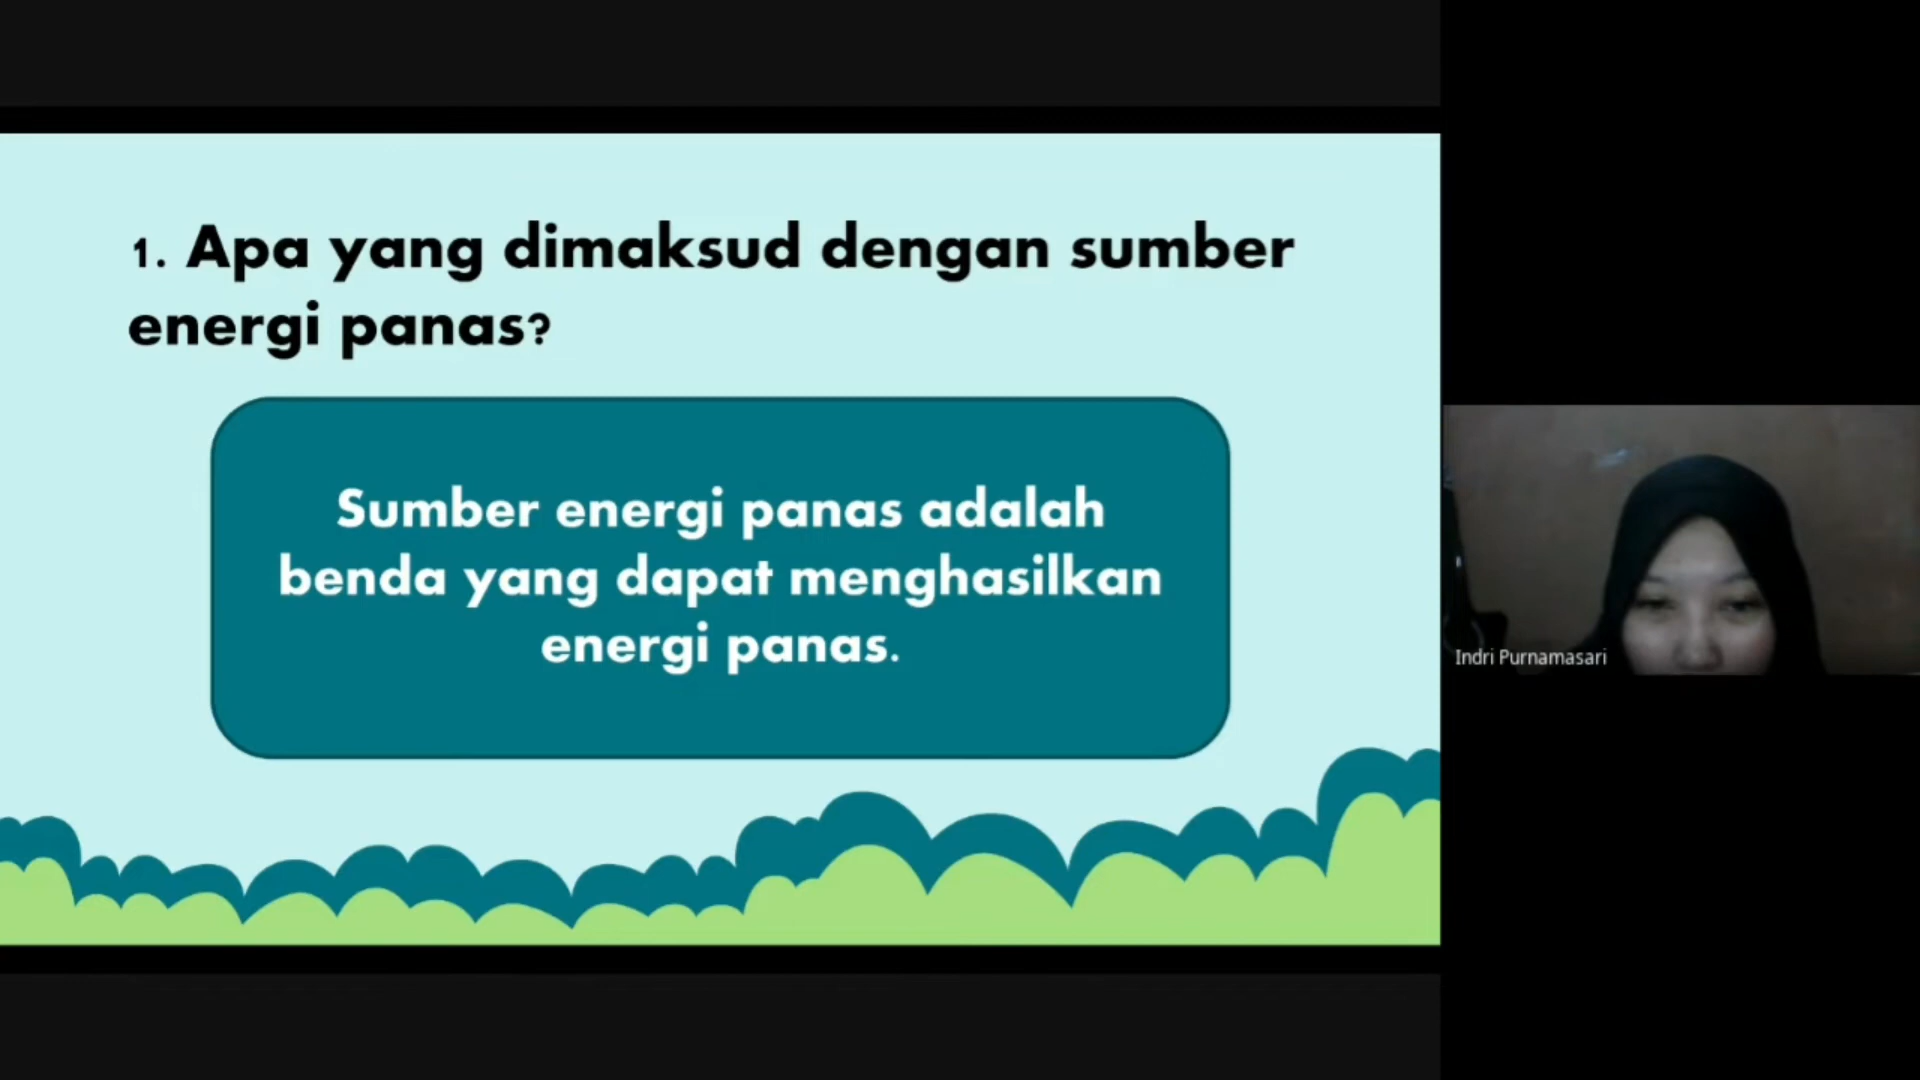 1. Apa yang dimaksud dengan sumber
energi panas?
Sumber energi panas adalah
benda yang dapat menghasilkan
energi panas.
Indri Purnamasari